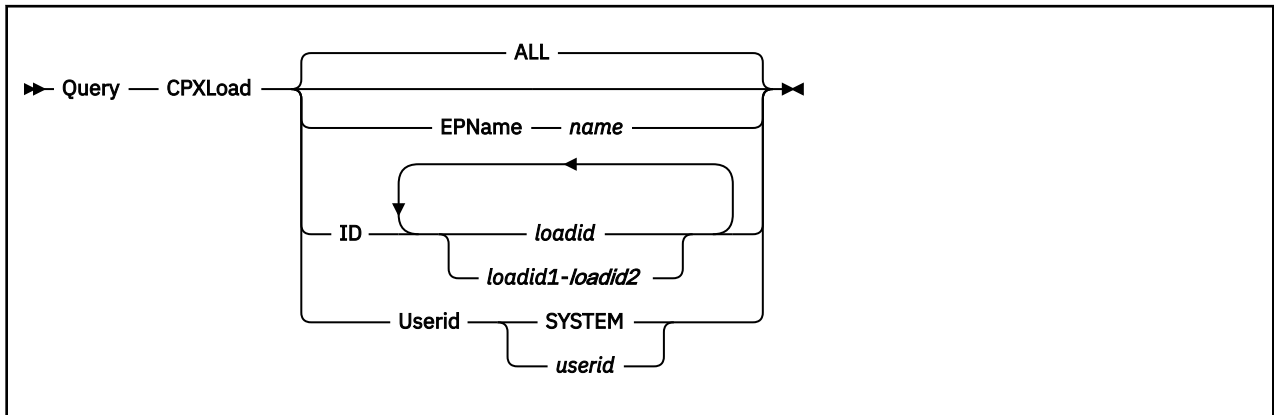 ALL
Query CPXLoad
EPName name
ID loadid
loadid1-loadid2
Userid SYSTEM
userid